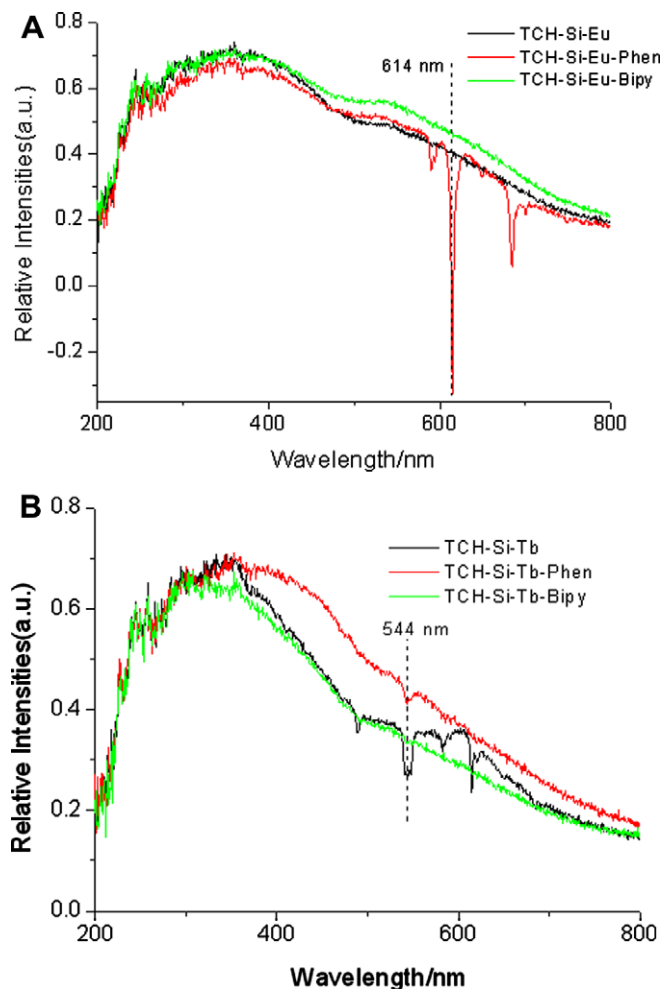 A
TCH-Si-Eu
TCH-Si-Eu-Phen
TCH-Si-Eu-Bipy
614 nm
Relative Intensities(a.u.)
0.8
0.6
0.4
0.2
0.0
-0.2
200
400
600
800
Wavelength/nm
B
TCH-Si-Tb
TCH-Si-Tb-Phen
TCH-Si-Tb-Bipy
544 nm
Relative Intensities(a.u.)
0.8
0.6
0.4
0.2
0.0
200
400
600
800
Wavelength/nm